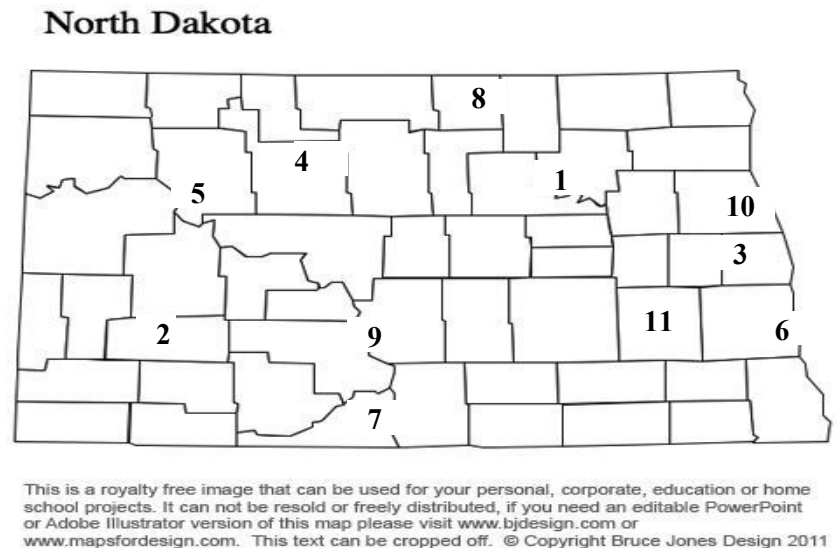 North Dakota
8
4
1
5
10
3
11
6
2
9
7
This is a royalty free image that can be used for your personal, corporate, education or home
school projects. It can not be resold or freely distributed, if you need an editable PowerPoint
or Adobe Illustrator version of this map please visit www.bjdesign.com or
www.mapsfordesign.com. This text can be cropped off. © Copyright Bruce Jones Design 2011